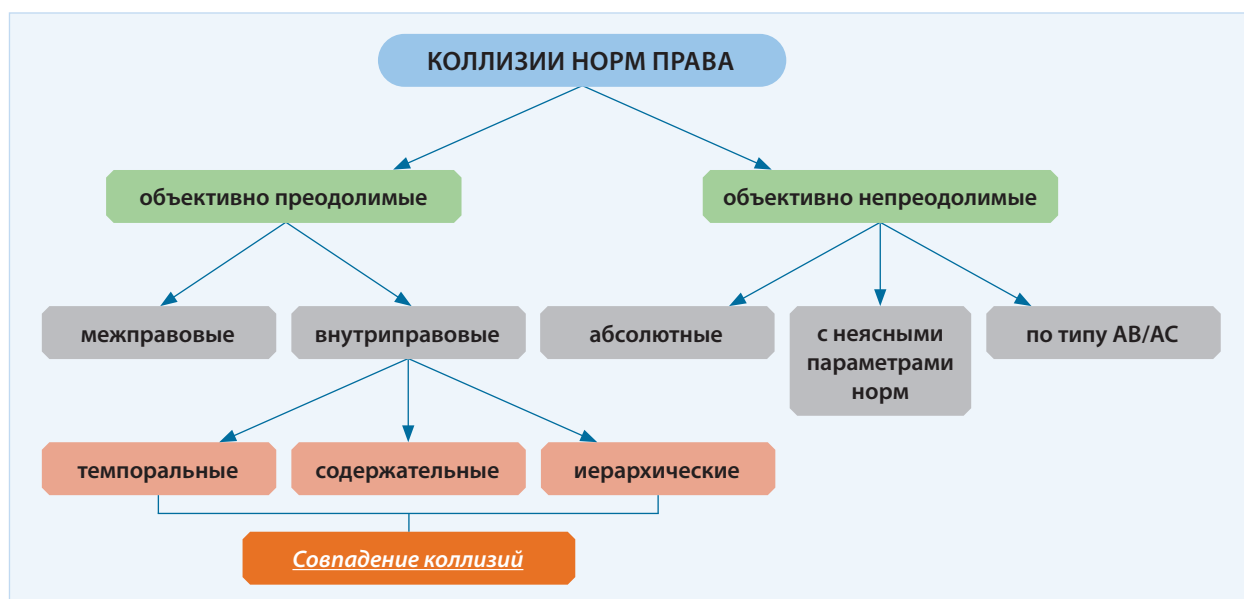 КОЛЛИЗИИ НОРМ ПРАВА
объективно преодолимые
объективно непреодолимые
межправовые
внутриправовые
абсолютные
с неясными
параметрами
норм
по типу АВ/АС
темпоральные
содержательные
иерархические
Совпадение коллизий